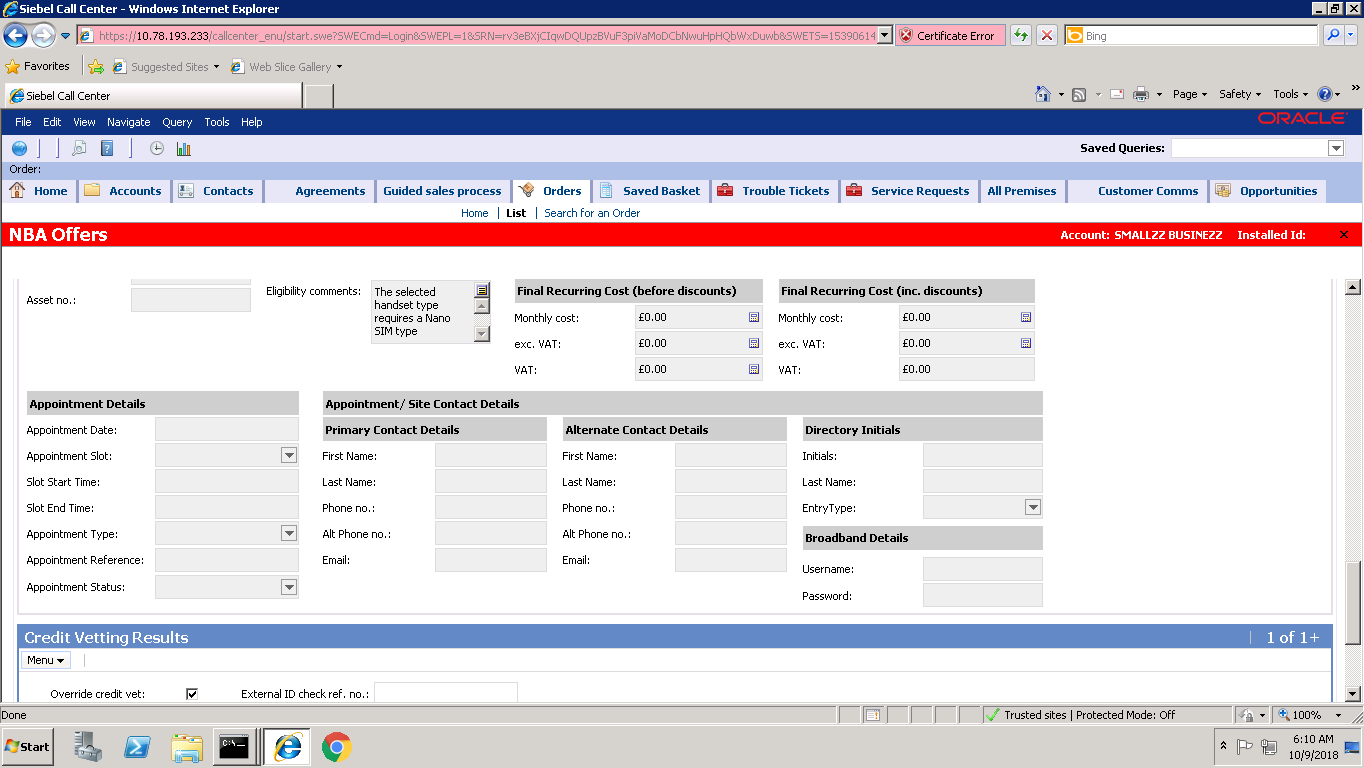 Siebel Call Center - Windows Internet Explorer
https://10.78.193.233/callcenter_enu/start.swe?SWECmd=Login&SWEPL=1&SRN=rv3eBXjCIqwDQUpzBVuF3piVaMoDCbNwuHpHQbWxDuwb&SWETS=15390614
Certificate Error
Bing
Favorites
Suggested Sites
Web Slice Gallery
Siebel Call Center
Page
Safety
Tools
File Edit View Navigate Query Tools Help
ORACLE
Saved Queries:
Order:
Home Accounts Contacts Agreements Guided sales process Orders Saved Basket Trouble Tickets Service Requests All Premises Customer Comms Opportunities
Home | List | Search for an Order
NBA Offers
Account: SMALLZZ BUSINEZZ Installed Id:
Asset no.:
Eligibility comments:
The selected
handset type
requires a Nano
SIM type
Final Recurring Cost (before discounts)
Monthly cost: £0.00
exc. VAT: £0.00
VAT: £0.00
Final Recurring Cost (inc. discounts)
Monthly cost: £0.00
exc. VAT: £0.00
VAT: £0.00
Appointment Details
Appointment Date:
Appointment Slot:
Slot Start Time:
Slot End Time:
Appointment Type:
Appointment Reference:
Appointment Status:
Appointment/ Site Contact Details
Primary Contact Details
First Name:
Last Name:
Phone no.:
Alt Phone no.:
Email:
Alternate Contact Details
First Name:
Last Name:
Phone no.:
Alt Phone no.:
Email:
Directory Initials
Initials:
Last Name:
EntryType:
Broadband Details
Username:
Password:
Credit Vetting Results
1 of 1+
Menu
Override credit vet:
External ID check ref. no.:
Done
Trusted sites | Protected Mode: Off
100%
Start
C:\.
6:10 AM
10/9/2018